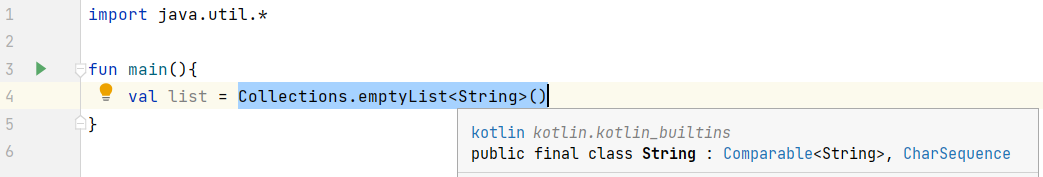 1 import java.util.*
2
3 fun main(){
4 val list = Collections.emptyList<String>()
5 }
6
kotlin kotlin.kotlin_builtins
public final class String : Comparable<String>, CharSequence